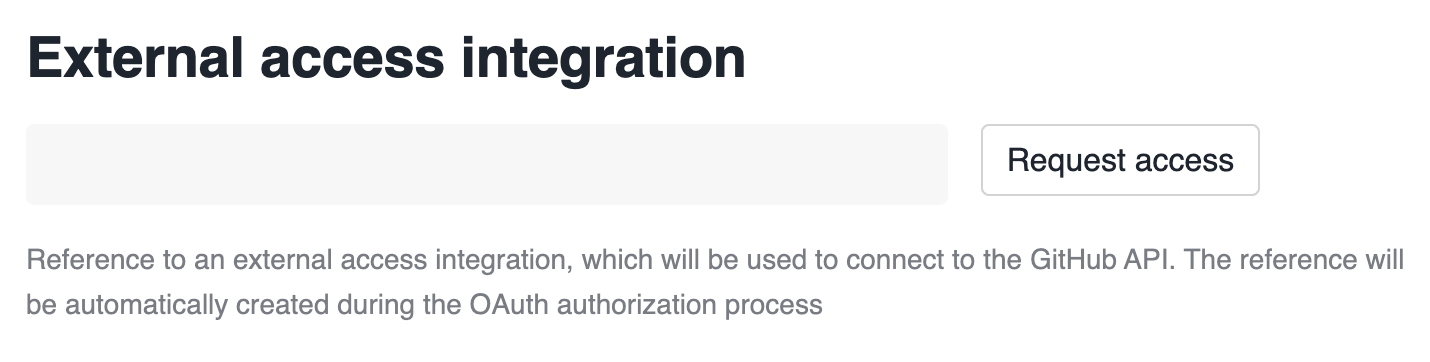 External access integration
Request access
Reference to an external access integration, which will be used to connect to the GitHub API. The reference will
be automatically created during the OAuth authorization process